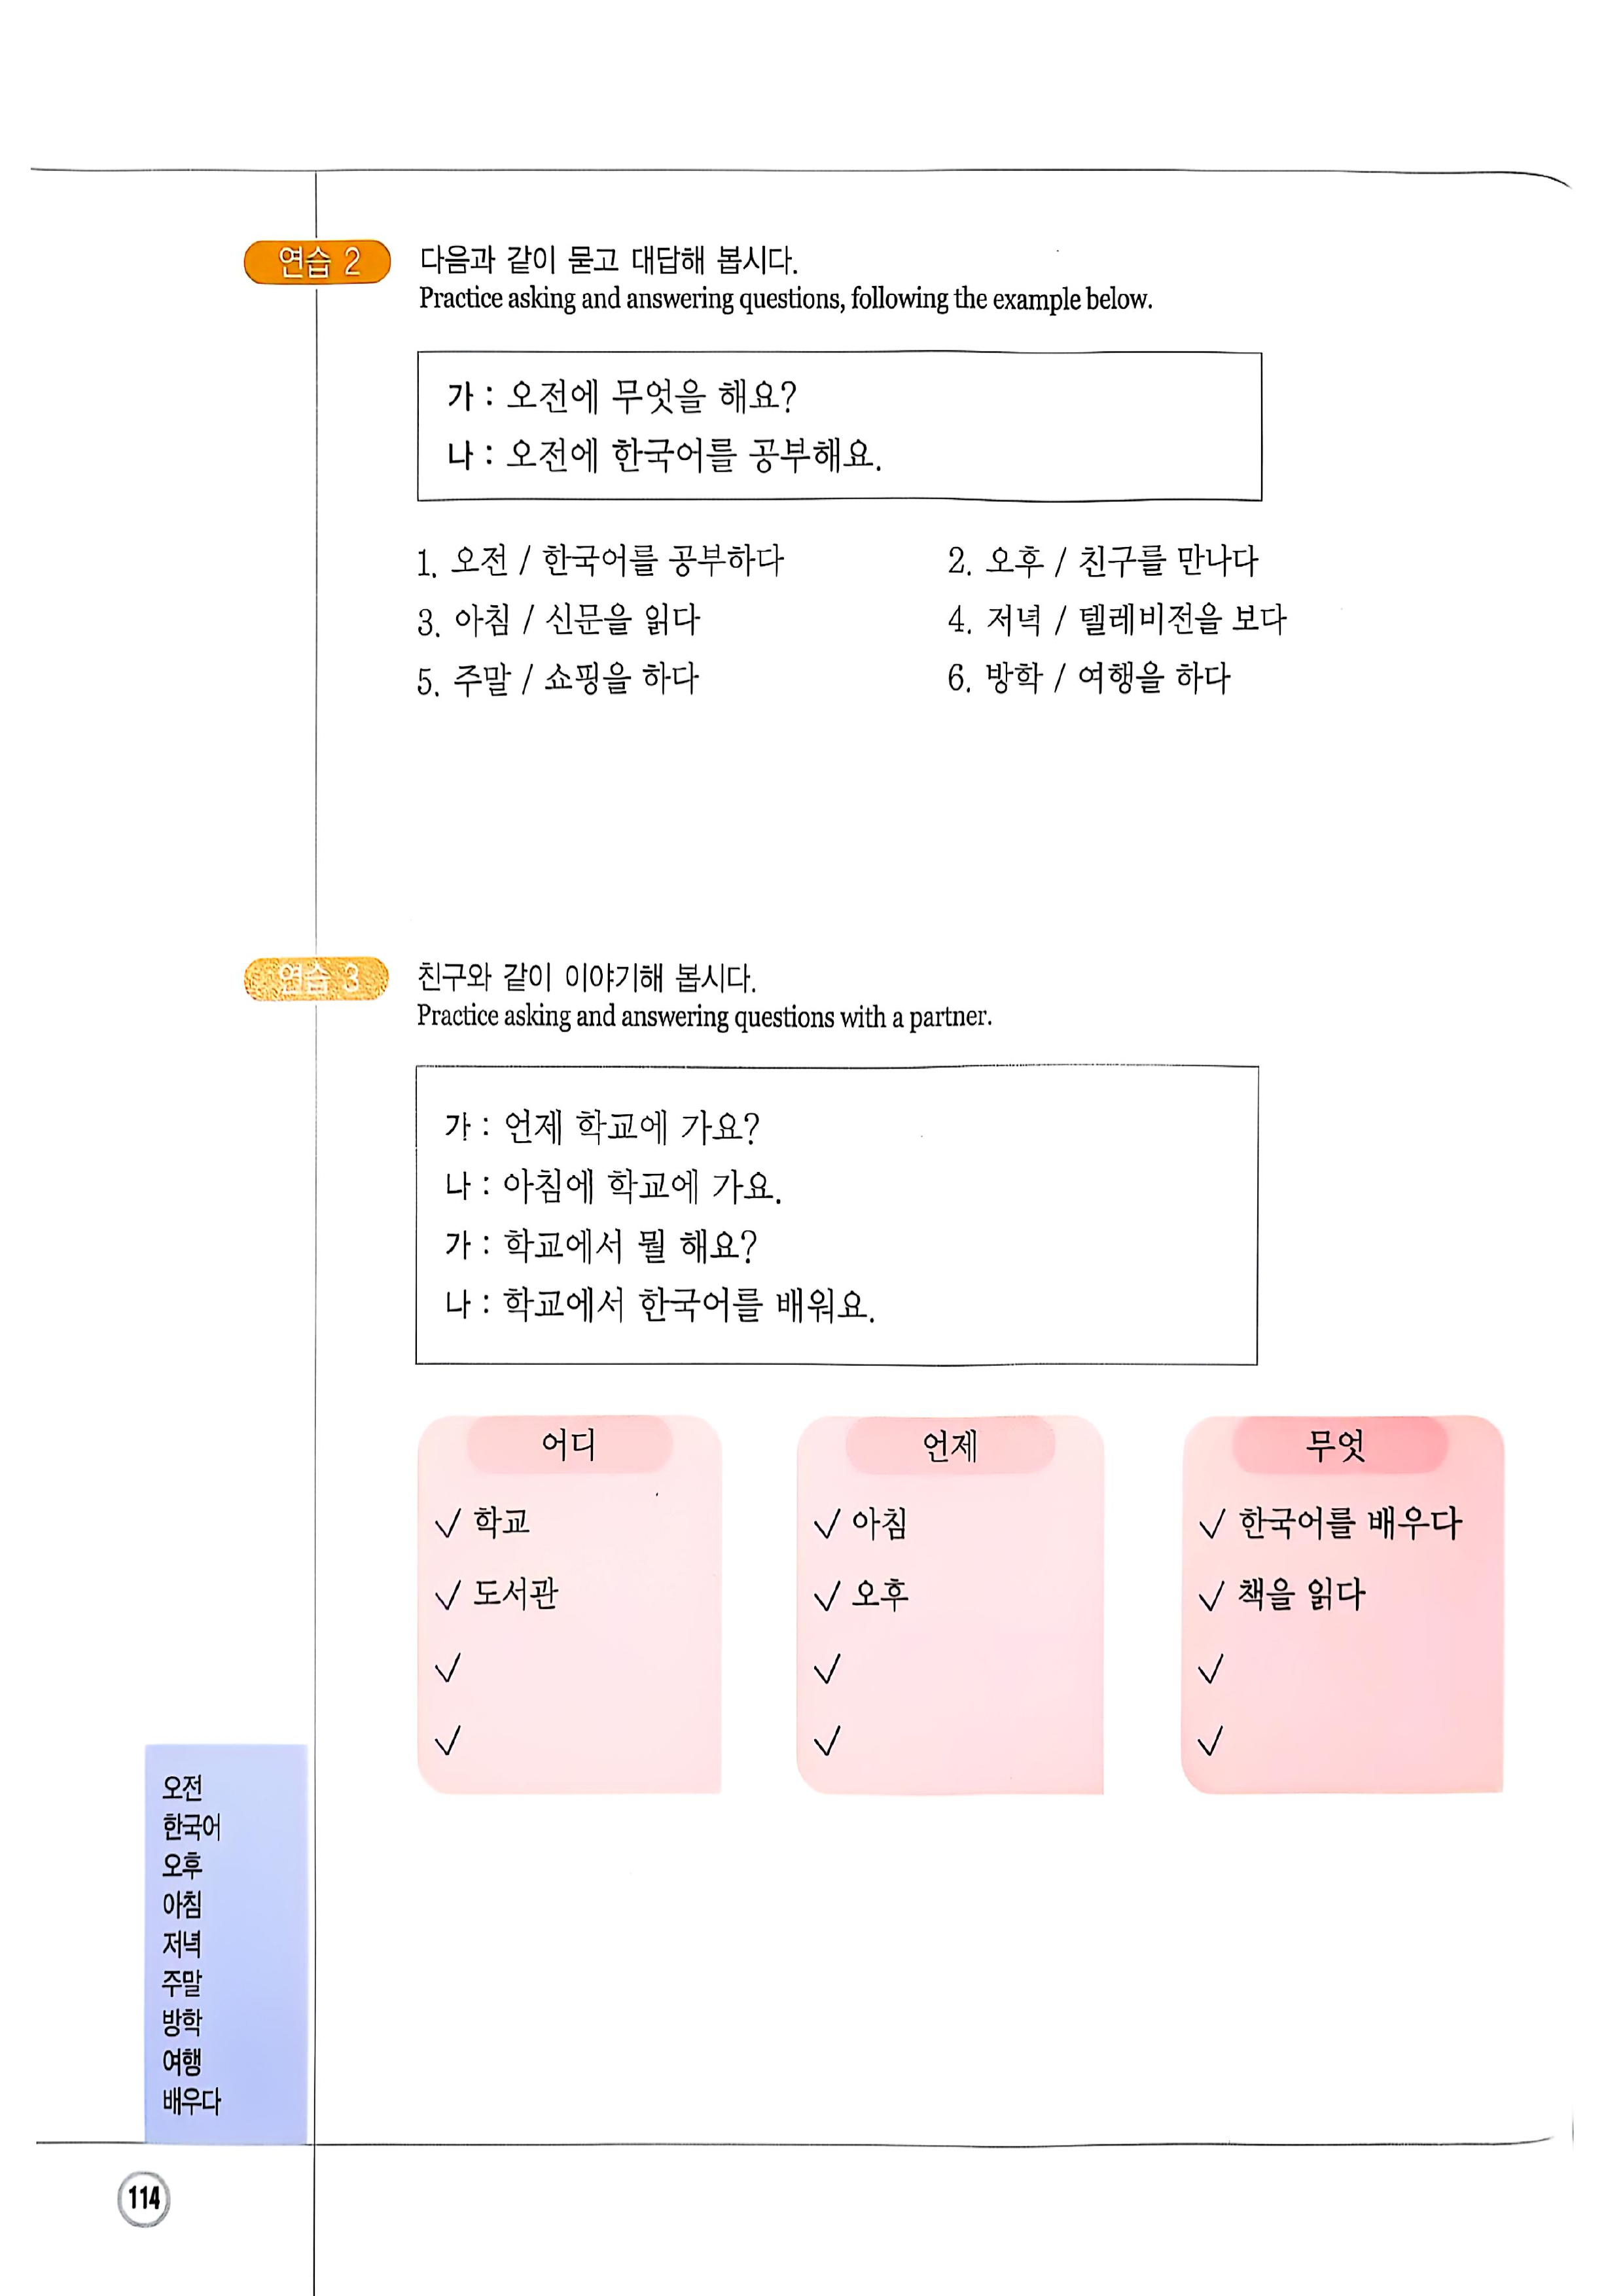 연습 2
다음과 같이 묻고 대답해 봅시다.
Practice asking and answering questions, following the example below.
가 : 오전에 무엇을 해요?
나 : 오전에 한국어를 공부해요.
1. 오전 / 한국어를 공부하다
2. 오후 / 친구를 만나다
3. 아침 / 신문을 읽다
4. 저녁 / 텔레비전을 보다
5. 주말 / 쇼핑을 하다
6. 방학 / 여행을 하다
연습 3
친구와 같이 이야기해 봅시다.
Practice asking and answering questions with a partner.
가 : 언제 학교에 가요?
나 : 아침에 학교에 가요.
가 : 학교에서 뭘 해요?
나 : 학교에서 한국어를 배워요.
어디
✓ 학교
✓ 도서관
✓
✓
언제
✓ 아침
✓ 오후
✓
✓
무엇
✓ 한국어를 배우다
✓ 책을 읽다
✓
✓
오전
한국어
오후
아침
저녁
주말
방학
여행
배우다
114